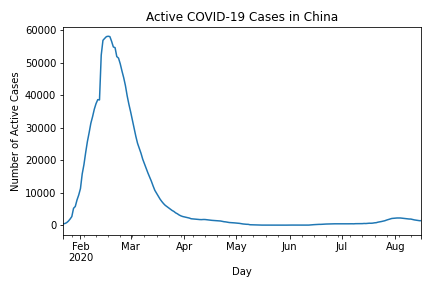 Active COVID-19 Cases in China
Number of Active Cases
60000
50000
40000
30000
20000
10000
0
Feb Mar Apr May Jun Jul Aug
2020
Day